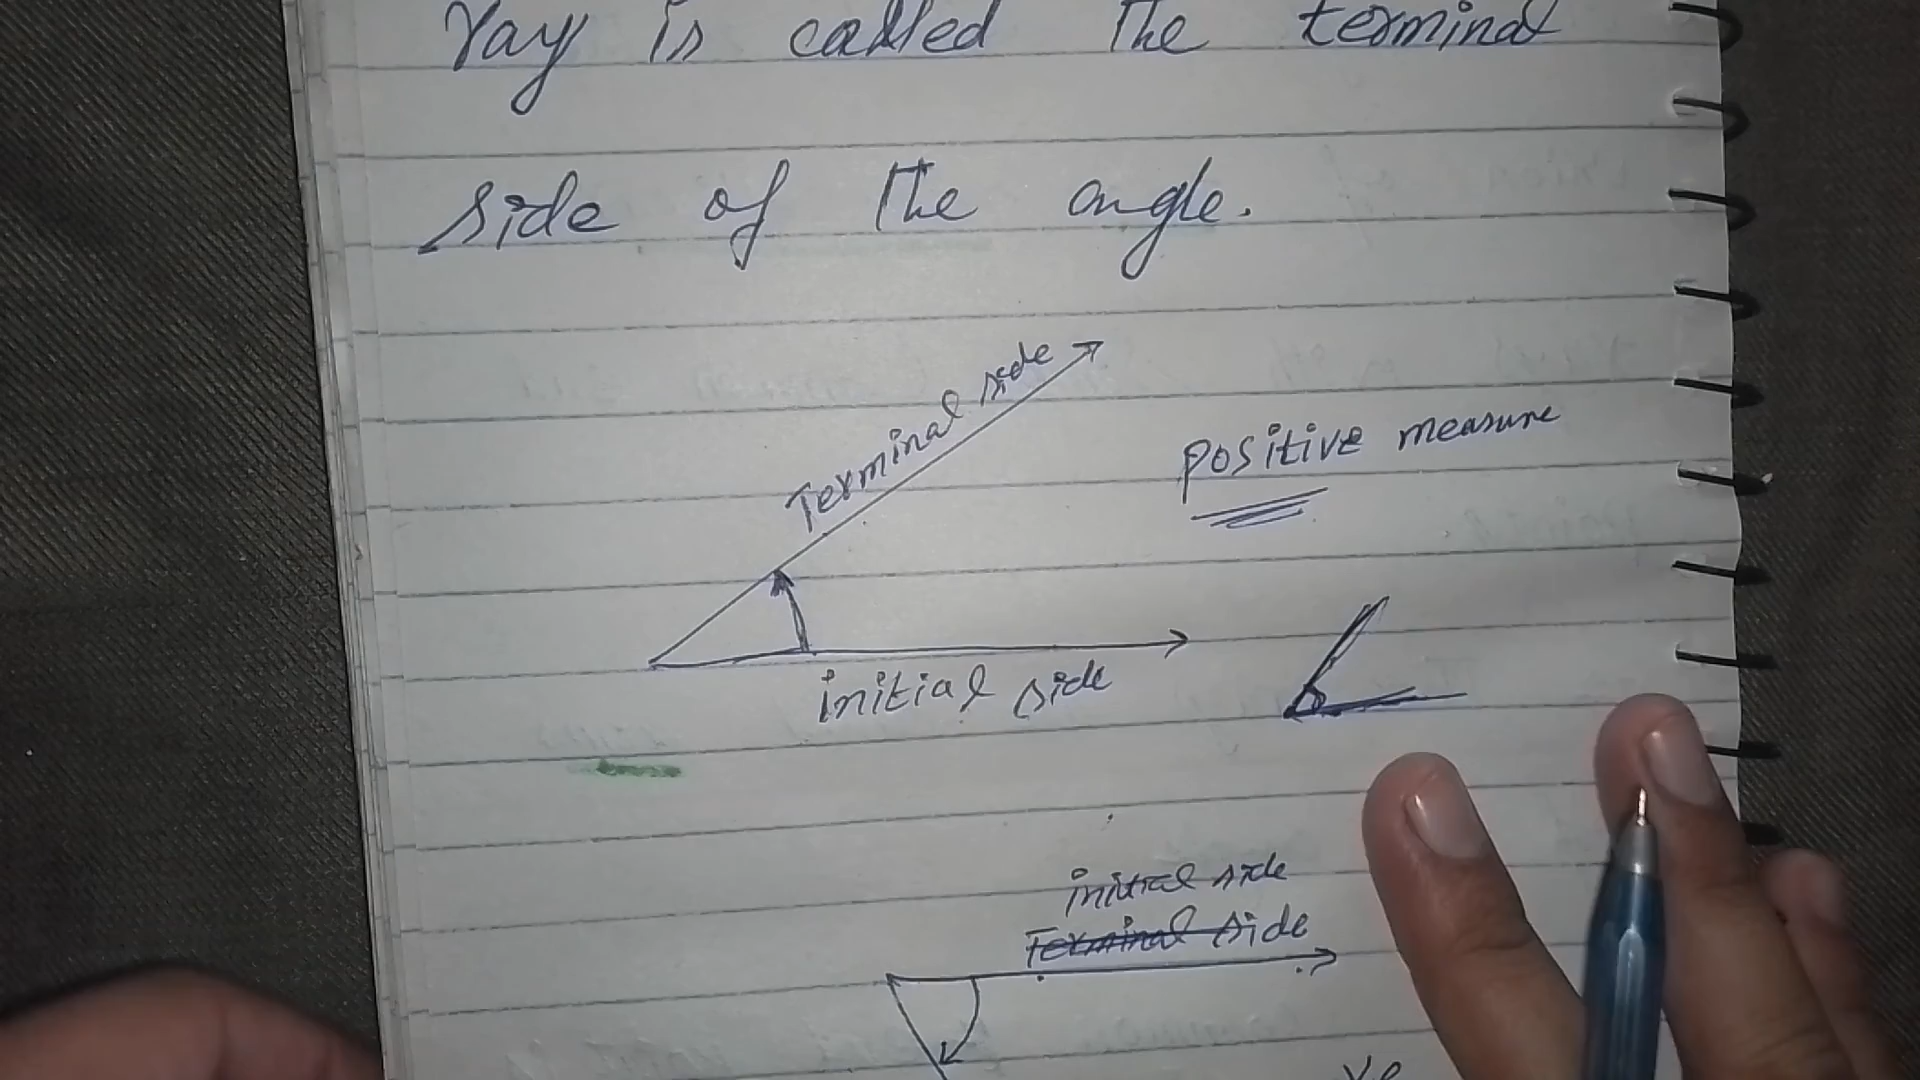 ray is called the terminal
side of the angle.
Terminal side
positive measure
initial side
initial side
Terminal side
ve